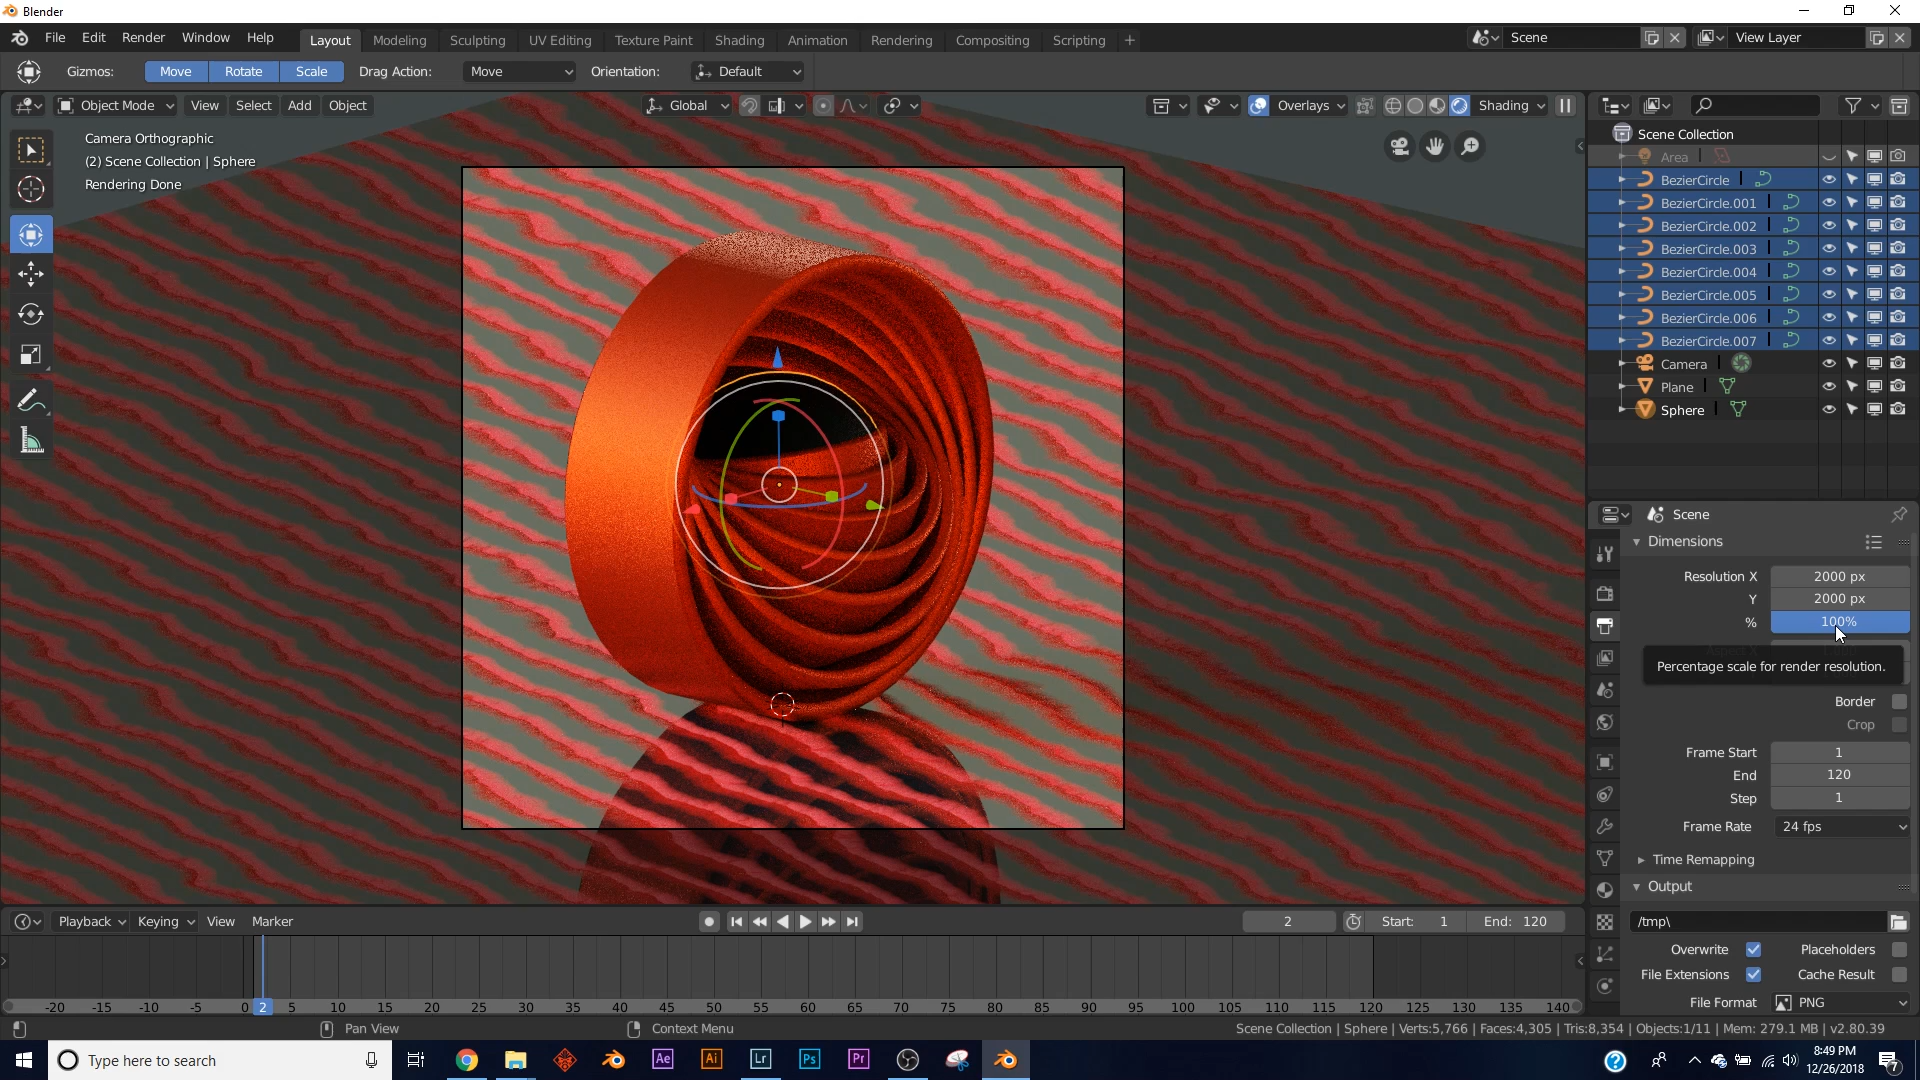 Blender
File Edit Render Window Help
Layout Modeling Sculpting UV Editing Texture Paint Shading Animation Rendering Compositing Scripting +
Scene
View Layer
Gizmos: Move Rotate Scale Drag Action: Move Orientation: Default
Object Mode View Select Add Object
Global
Overlays Shading
Camera Orthographic
(2) Scene Collection | Sphere
Rendering Done
Scene Collection
Area
BezierCircle
BezierCircle.001
BezierCircle.002
BezierCircle.003
BezierCircle.004
BezierCircle.005
BezierCircle.006
BezierCircle.007
Camera
Plane
Sphere
Scene
Dimensions
Resolution X 2000 px
Y 2000 px
% 100%
Percentage scale for render resolution.
Border
Crop
Frame Start 1
End 120
Step 1
Frame Rate 24 fps
Time Remapping
Output
/tmp\
Overwrite Placeholders
File Extensions Cache Result
File Format PNG
Playback Keying View Marker
2 Start: 1 End: 120
-20 -15 -10 -5 0 2 5 10 15 20 25 30 35 40 45 50 55 60 65 70 75 80 85 90 95 100 105 110 115 120 125 130 135 140
Pan View Context Menu
Scene Collection | Sphere | Verts:5,766 | Faces:4,305 | Tris:8,354 | Objects:1/11 | Mem: 279.1 MB | v2.80.39
Type here to search
Ae Ai Lr Ps Pr
8:49 PM
12/26/2018
7